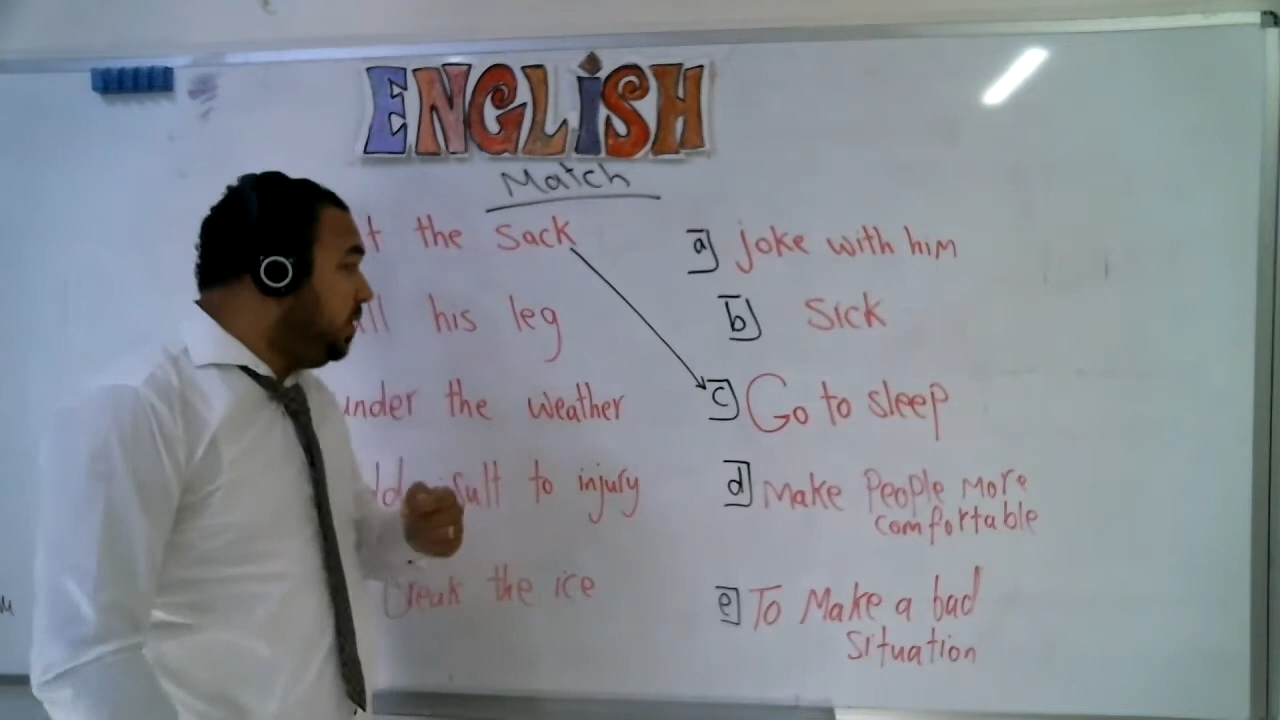 ENGLiSH
Match
the Sack
a) Joke with him
his leg
b) Sick
under the weather
c) Go to sleep
to injury
d) Make People More
comfortable
break the ice
e) To Make a bad
Situation